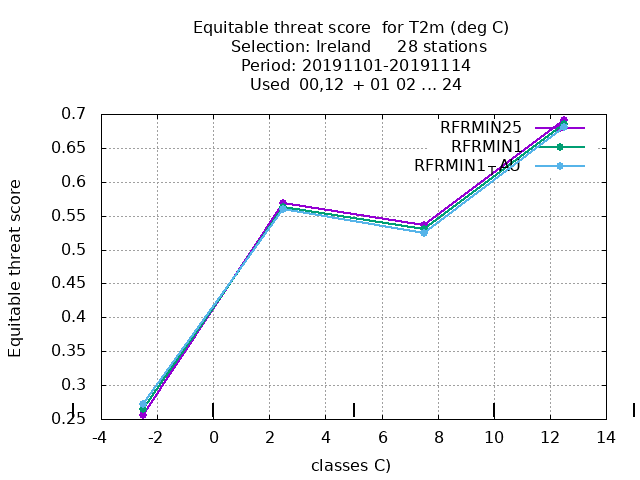 Equitable threat score  for T2m (deg C)
Selection: Ireland     28 stations
Period: 20191101-20191114
Used  00,12  + 01 02 ... 24
0.7
0.65
0.6
0.55
0.5
0.45
0.4
0.35
0.3
0.25
Equitable threat score
RFRMIN25
RFRMIN1
RFRMIN1-AU
-4 -2 0 2 4 6 8 10 12 14
classes C)